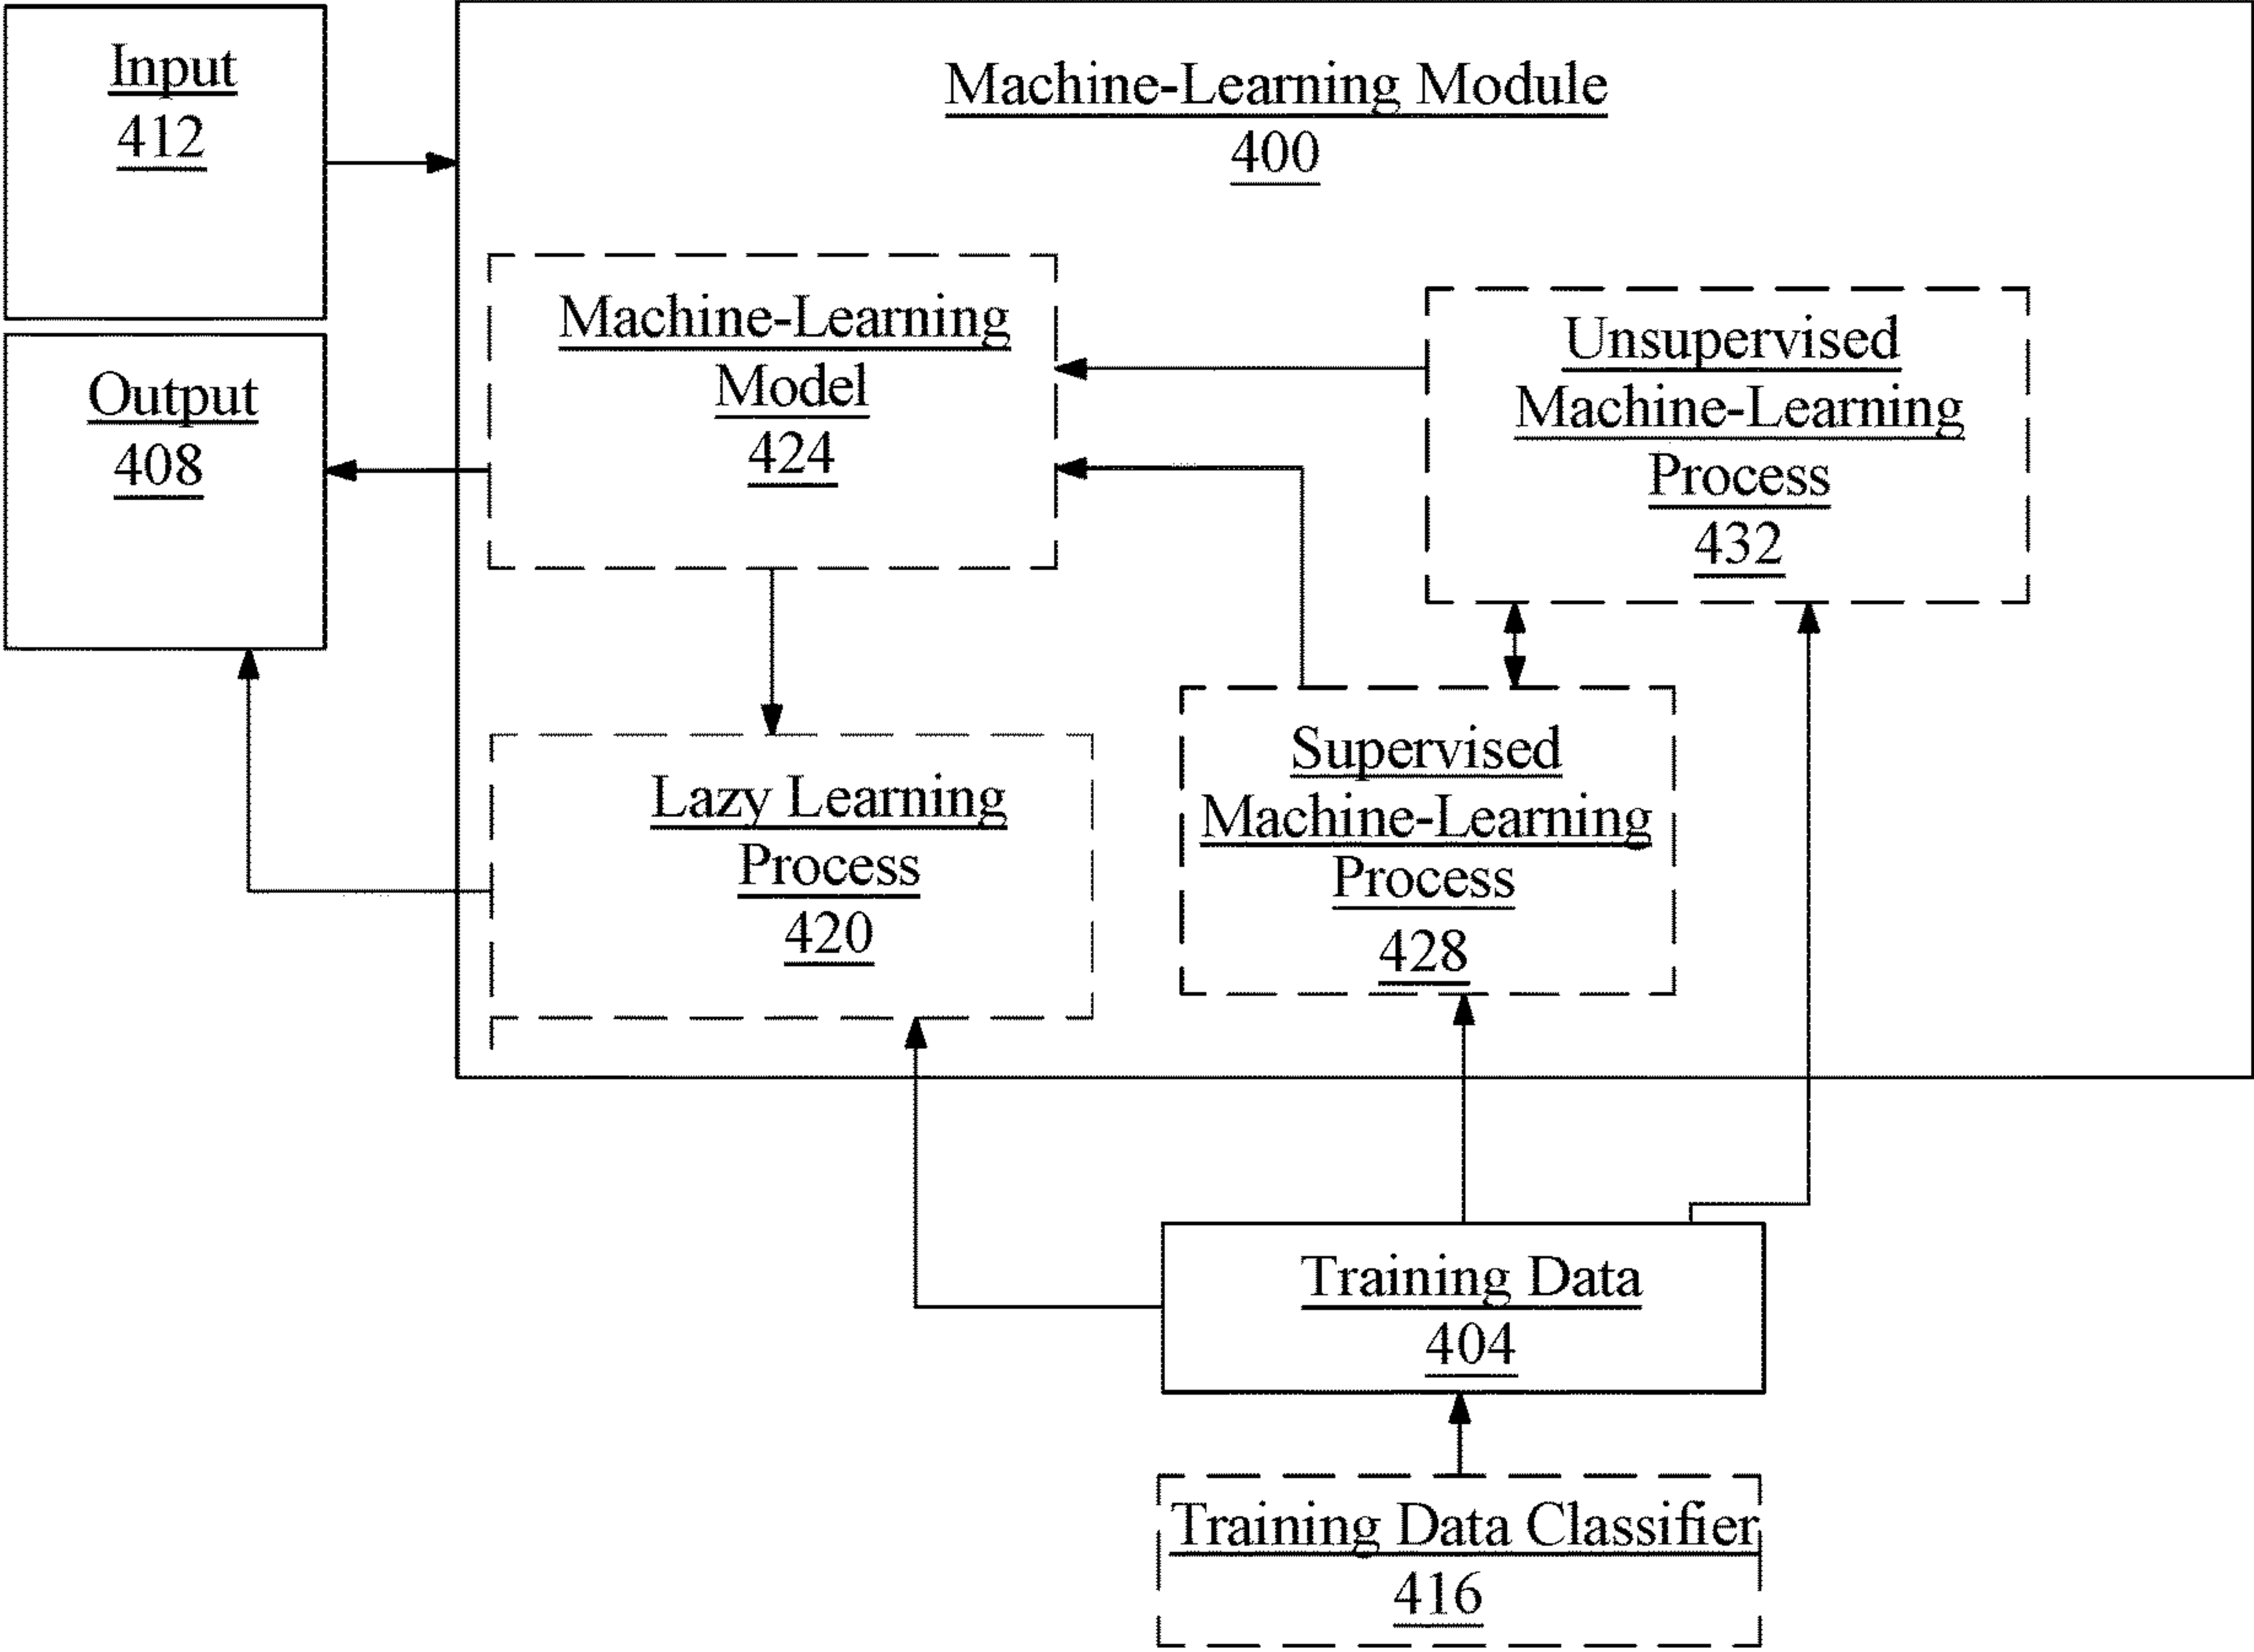 Input
412
Machine-Learning Module
400
Output
408
Machine-Learning
Model
424
Unsupervised
Machine-Learning
Process
432
Lazy Learning
Process
420
Supervised
Machine-Learning
Process
428
Training Data
404
Training Data Classifier
416